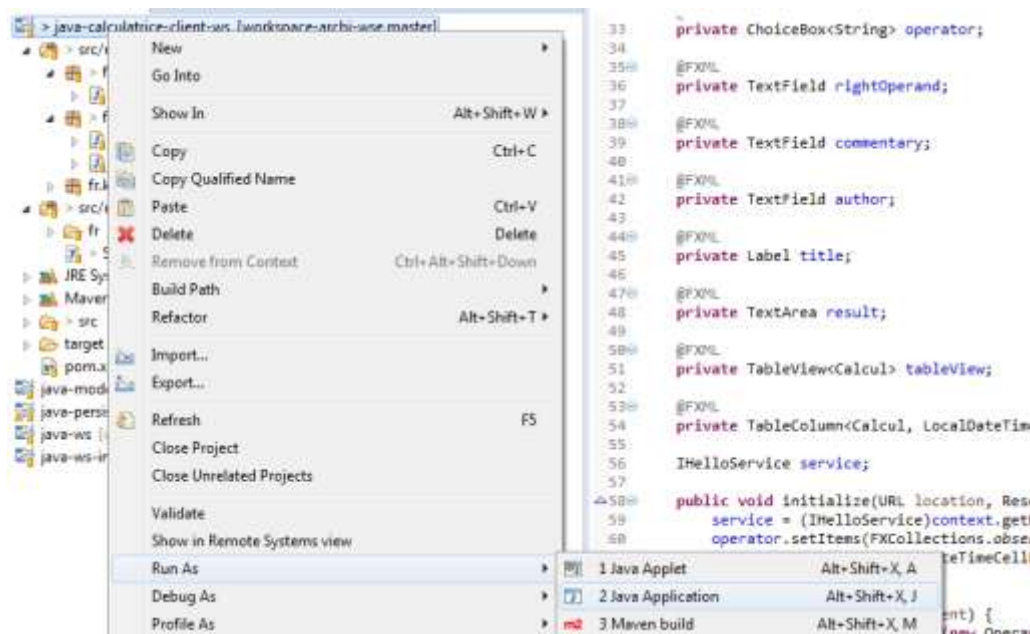 > java-calculatrice-client-ws [workspace-archi-wse master]
> src/
> f
> f
fr.k
> src/
fr
> S
JRE Sys
Maven
> src
target
pom.x
java-mode
java-perse
java-ws
java-ws-in
New
Go Into
Show In Alt+Shift+W
Copy Ctrl+C
Copy Qualified Name
Paste Ctrl+V
Delete Delete
Remove from Context Ctrl+Alt+Shift+Down
Build Path
Refactor Alt+Shift+T
Import...
Export...
Refresh F5
Close Project
Close Unrelated Projects
Validate
Show in Remote Systems view
Run As
Debug As
Profile As
1 Java Applet Alt+Shift+X, A
2 Java Application Alt+Shift+X, J
m2 3 Maven build Alt+Shift+X, M
33 private ChoiceBox<String> operator;
34
35 @FXML
36 private TextField rightOperand;
37
38 @FXML
39 private TextField commentary;
40
41 @FXML
42 private TextField author;
43
44 @FXML
45 private Label title;
46
47 @FXML
48 private TextArea result;
49
50 @FXML
51 private TableView<Calcul> tableView;
52
53 @FXML
54 private TableColumn<Calcul, LocalDateTime
55
56 IHelloService service;
57
58 public void initialize(URL location, Res
59 service = (IHelloService)context.get
60 operator.setItems(FXCollections.obse
teTimeCell
ent) {
new Opera